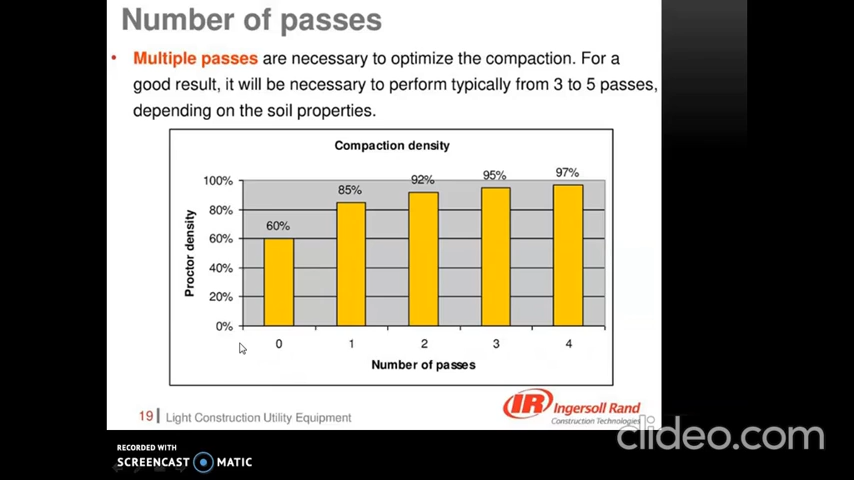 Number of passes
• Multiple passes are necessary to optimize the compaction. For a
good result, it will be necessary to perform typically from 3 to 5 passes,
depending on the soil properties.
Compaction density
Proctor density
100%
80%
60%
40%
20%
0%
60%
85%
92%
95%
97%
0 1 2 3 4
Number of passes
19 Light Construction Utility Equipment
IR Ingersoll Rand
Construction Technologies
clideo.com
RECORDED WITH
SCREENCAST MATIC